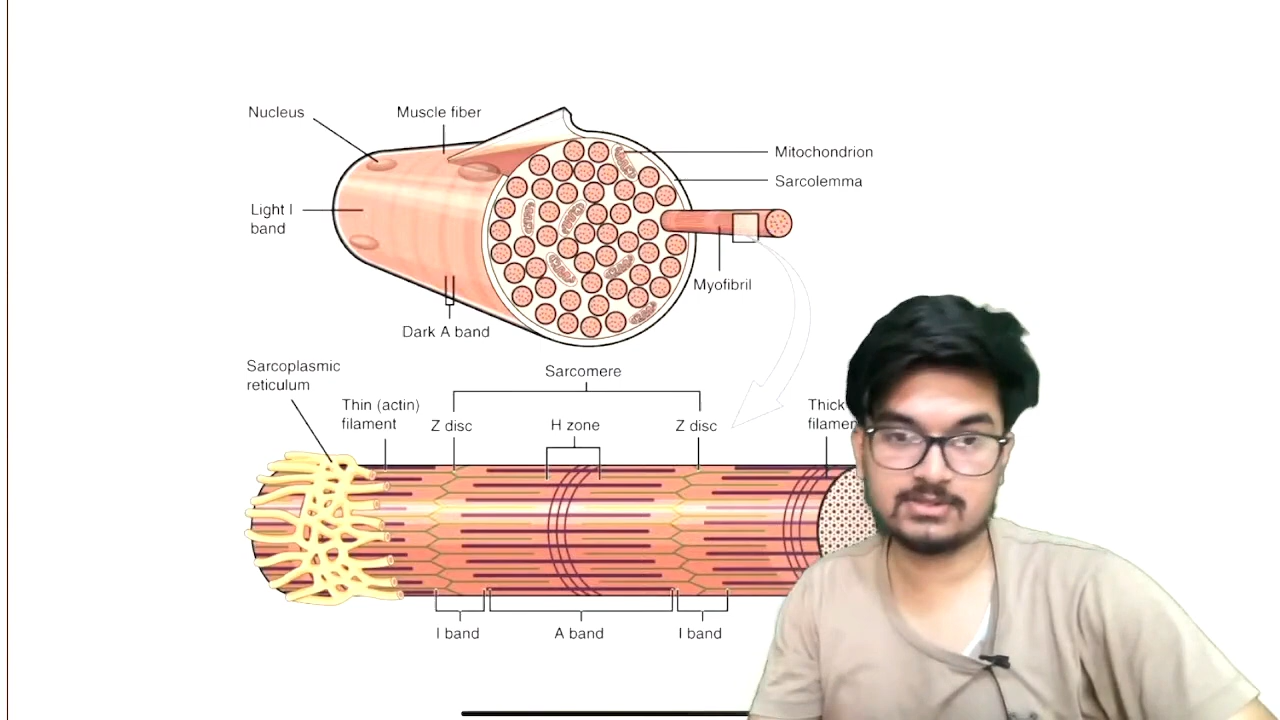 Nucleus
Muscle fiber
Mitochondrion
Sarcolemma
Light I
band
Myofibril
Dark A band
Sarcoplasmic
reticulum
Sarcomere
Thin (actin)
filament
Z disc
H zone
Z disc
Thick
I band
A band
I band